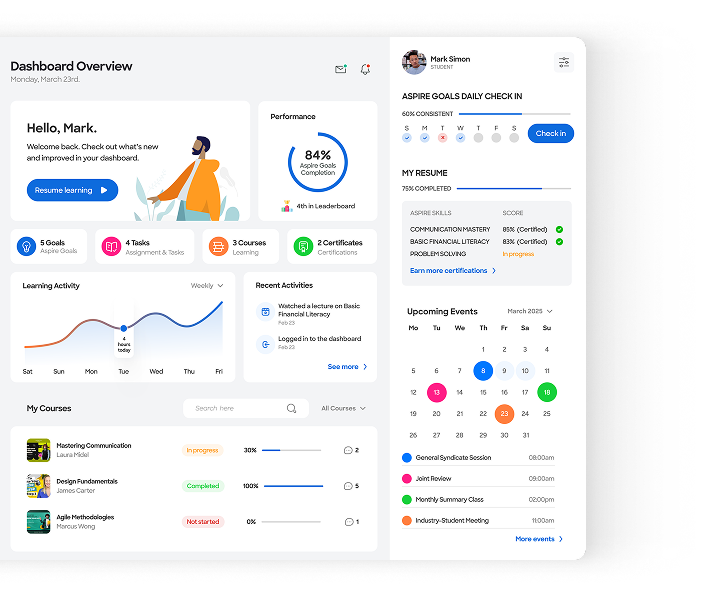 Dashboard Overview
Monday, March 23rd.
Hello, Mark.
Welcome back. Check out what's new
and improved in your dashboard.
Resume learning
Performance
84%
Aspire Goals
Completion
4th in Leaderboard
5 Goals
Aspire Goals
4 Tasks
Assignment & Tasks
3 Courses
Learning
2 Certificates
Certifications
Learning Activity
Weekly
4
hours
today
Sat Sun Mon Tue Wed Thu Fri
Recent Activities
Watched a lecture on Basic
Financial Literacy
Feb 23
Logged in to the dashboard
Feb 23
See more
My Courses
Search here
All Courses
Mastering Communication
Laura Midel
In progress
30%
2
Design Fundamentals
James Carter
Completed
100%
5
Agile Methodologies
Marcus Wong
Not started
0%
1
Mark Simon
STUDENT
ASPIRE GOALS DAILY CHECK IN
60% CONSISTENT
S M T W T F S
Check in
MY RESUME
75% COMPLETED
ASPIRE SKILLS SCORE
COMMUNICATION MASTERY 85% (Certified)
BASIC FINANCIAL LITERACY 83% (Certified)
PROBLEM SOLVING In progress
Earn more certifications
Upcoming Events
March 2025
Mo Tu We Th Fr Sa Su
1 2 3 4
5 6 7 8 9 10 11
12 13 14 15 16 17 18
19 20 21 22 23 24 25
26 27 28 29 30 31
General Syndicate Session 08:00am
Joint Review 09:00am
Monthly Summary Class 02:00pm
Industry-Student Meeting 11:00am
More events